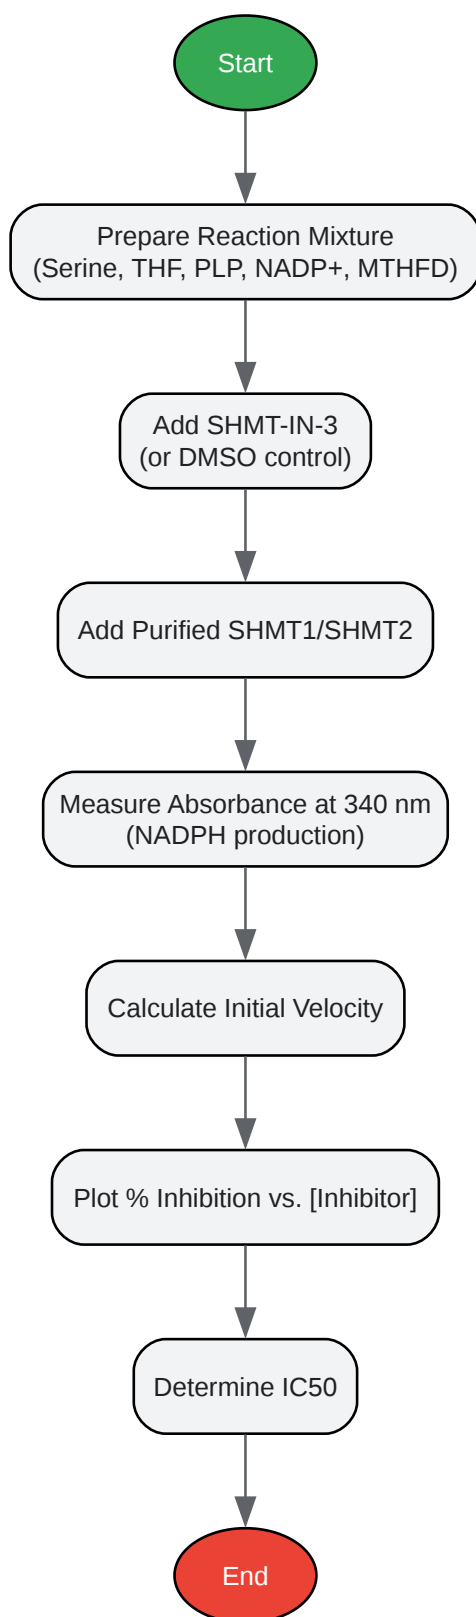 Start
Prepare Reaction Mixture
(Serine, THF, PLP, NADP+, MTHFD)
Add SHMT-IN-3
(or DMSO control)
Add Purified SHMT1/SHMT2
Measure Absorbance at 340 nm
(NADPH production)
Calculate Initial Velocity
Plot % Inhibition vs. [Inhibitor]
Determine IC50
End